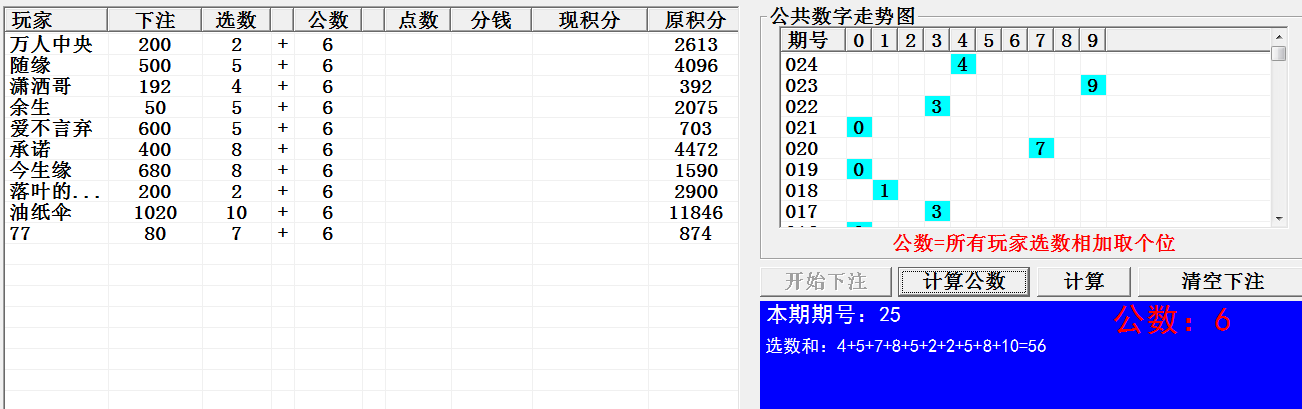 玩家 下注 选数 公数 点数 分钱 现积分 原积分
万人中央 200 2 + 6 2613
随缘 500 5 + 6 4096
潇洒哥 192 4 + 6 392
余生 50 5 + 6 2075
爱不言弃 600 5 + 6 703
承诺 400 8 + 6 4472
今生缘 680 8 + 6 1590
落叶的... 200 2 + 6 2900
油纸伞 1020 10 + 6 11846
77 80 7 + 6 874
公共数字走势图
期号 0 1 2 3 4 5 6 7 8 9
024 4
023 9
022 3
021 0
020 7
019 0
018 1
017 3
公数=所有玩家选数相加取个位
开始下注 计算公数 计算 清空下注
本期期号：25 公数：6
选数和：4+5+7+8+5+2+2+5+8+10=56